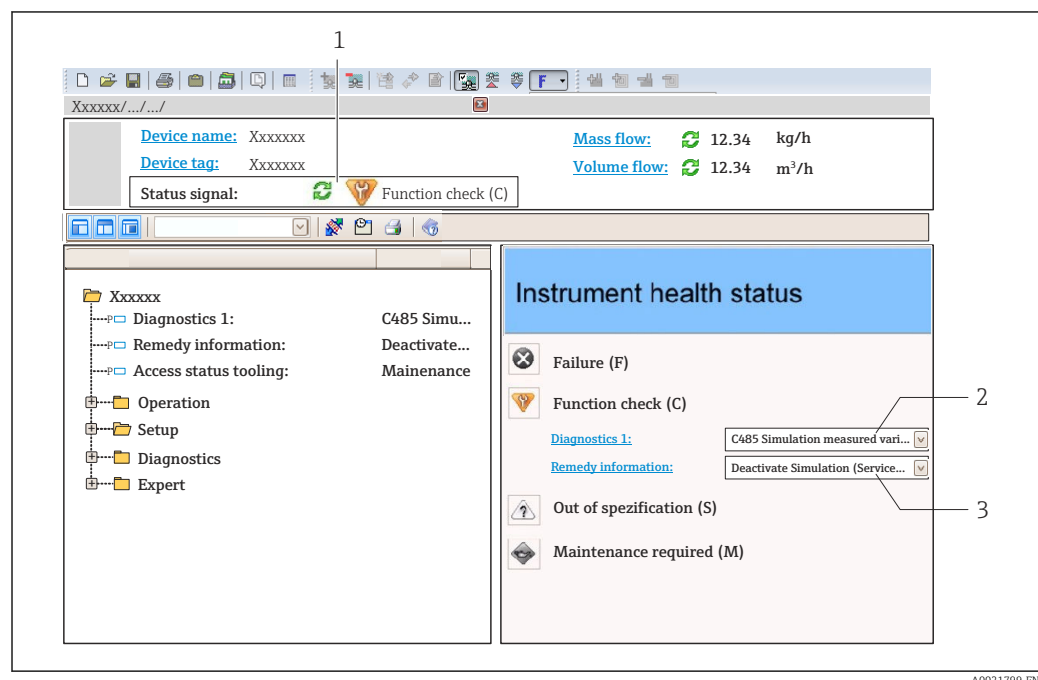 1
F
Xxxxxx/.../.../
Device name: Xxxxxxx
Mass flow: 12.34 kg/h
Device tag: Xxxxxxx
Volume flow: 12.34 m³/h
Status signal: Function check (C)
Xxxxxx
P Diagnostics 1: C485 Simu...
P Remedy information: Deactivate...
P Access status tooling: Mainenance
Operation
Setup
Diagnostics
Expert
Instrument health status
Failure (F)
Function check (C)
2
Diagnostics 1: C485 Simulation measured vari...
Remedy information: Deactivate Simulation (Service...
Out of spezification (S)
3
Maintenance required (M)